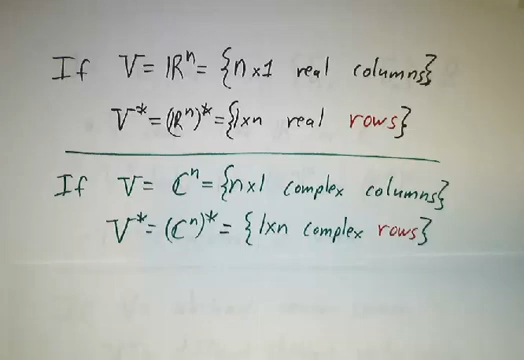 If V = ℝⁿ = {n×1 real columns}
V* = (ℝⁿ)* = {1×n real rows}
If V = ℂⁿ = {n×1 complex columns}
V* = (ℂⁿ)* = {1×n complex rows}